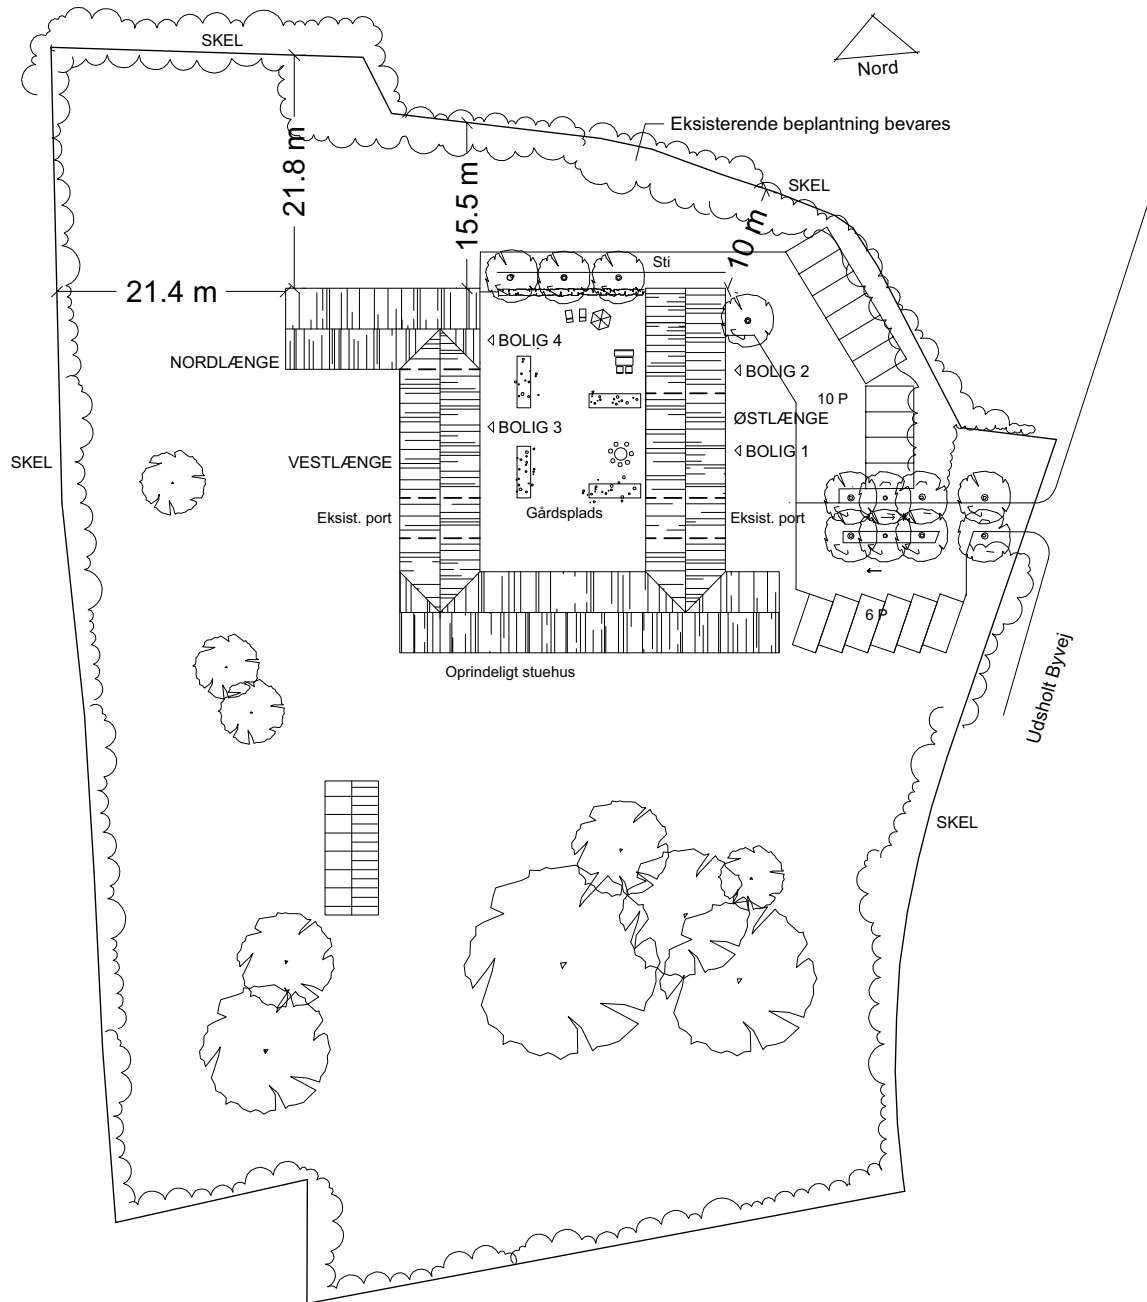 SKEL
Nord
Eksisterende beplantning bevares
21.8 m
15.5 m
SKEL
10 m
Sti
21.4 m
BOLIG 4
NORDLÆNGE
BOLIG 2
10 P
ØSTLÆNGE
BOLIG 3
BOLIG 1
SKEL
VESTLÆNGE
Gårdsplads
Eksist. port
Eksist. port
6 P
Oprindeligt stuehus
Udsholt Byvej
SKEL